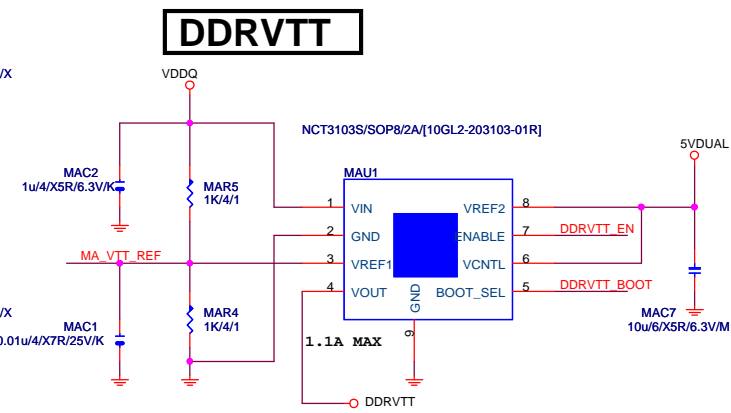 DDRVTT
/X
VDDQ
NCT3103S/SOP8/2A/[10GL2-203103-01R]
5VDUAL
MAC2
1u/4/X5R/6.3V/K
MAR5
1K/4/1
MAU1
1 VIN VREF2 8
2 GND ENABLE 7 DDRVTT_EN
MA_VTT_REF 3 VREF1 VCNTL 6
4 VOUT BOOT_SEL 5 DDRVTT_BOOT
GND
9
/X
MAC1
0.01u/4/X7R/25V/K
MAR4
1K/4/1
MAC7
10u/6/X5R/6.3V/M
1.1A MAX
DDRVTT